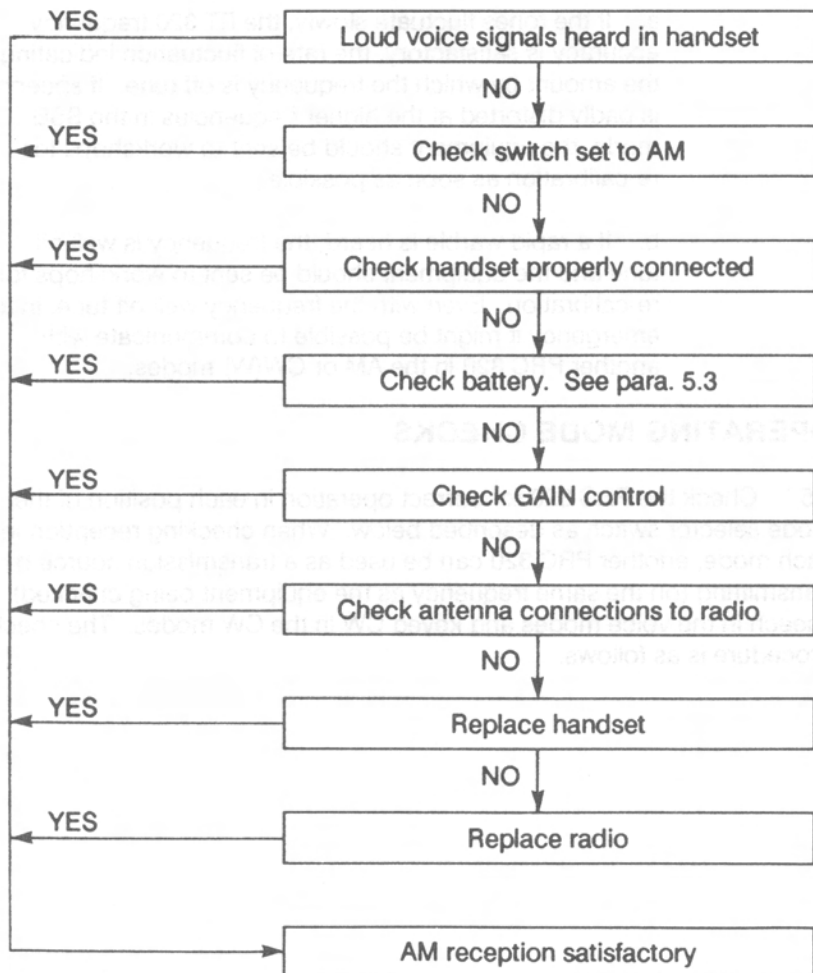 YES
Loud voice signals heard in handset
NO
YES
Check switch set to AM
NO
Check handset properly connected
NO
YES
Check battery. See para. 5.3
NO
YES
Check GAIN control
NO
YES
Check antenna connections to radio
NO
YES
Replace handset
NO
YES
Replace radio
AM reception satisfactory